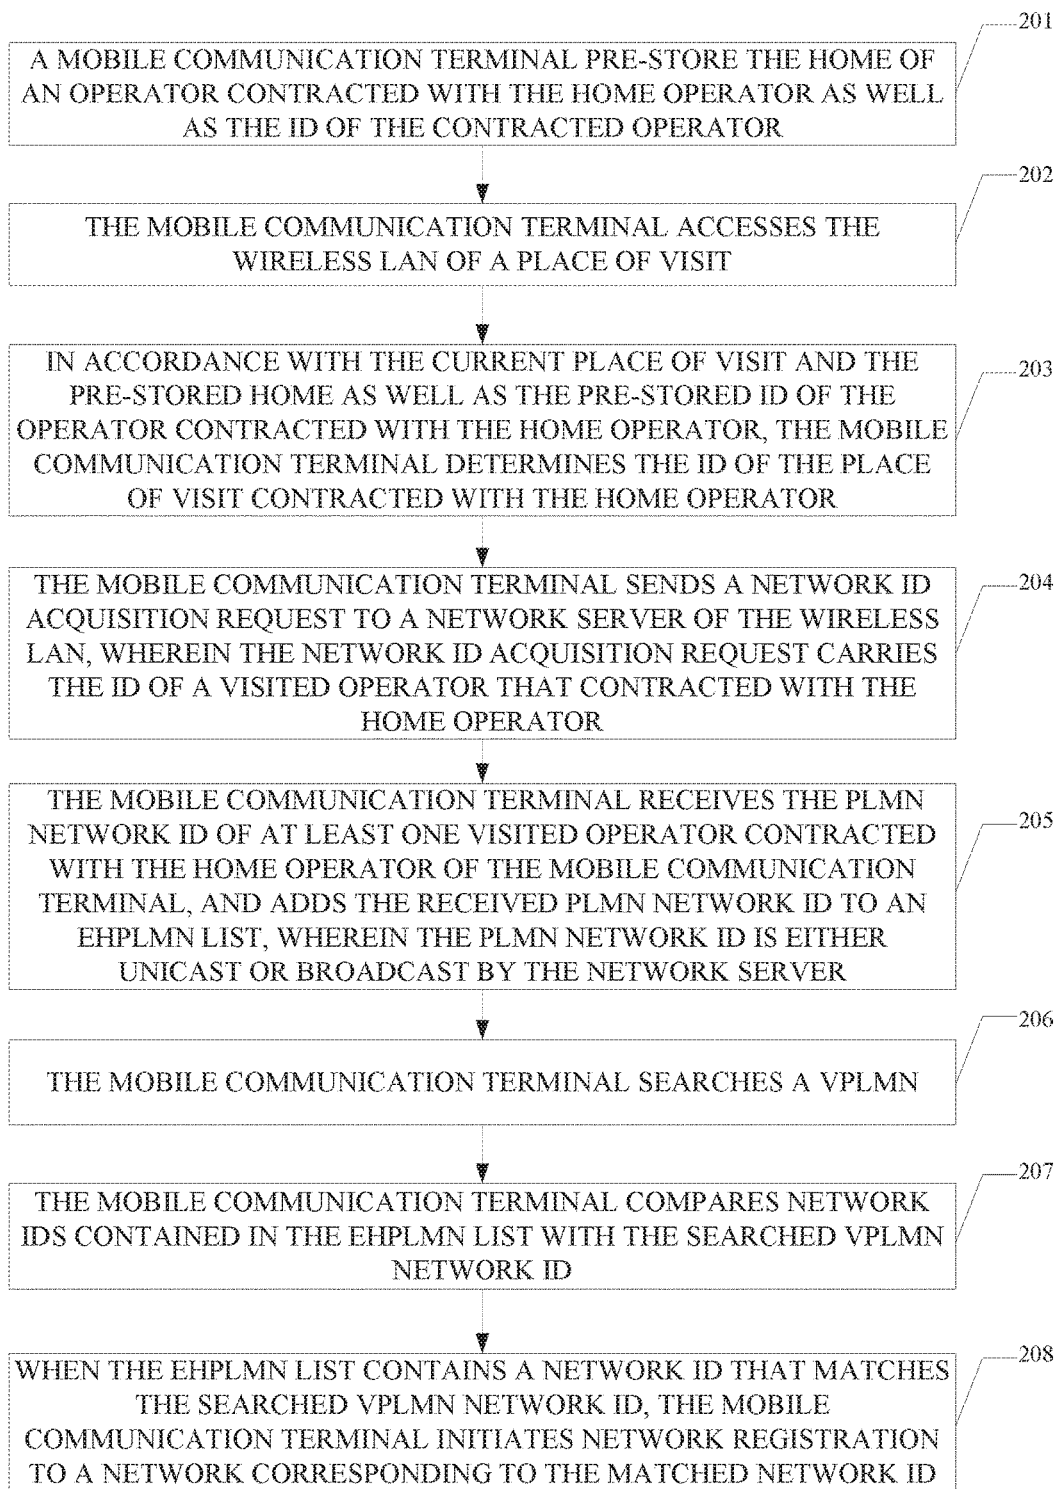 201
A MOBILE COMMUNICATION TERMINAL PRE-STORE THE HOME OF
AN OPERATOR CONTRACTED WITH THE HOME OPERATOR AS WELL
AS THE ID OF THE CONTRACTED OPERATOR
202
THE MOBILE COMMUNICATION TERMINAL ACCESSES THE
WIRELESS LAN OF A PLACE OF VISIT
203
IN ACCORDANCE WITH THE CURRENT PLACE OF VISIT AND THE
PRE-STORED HOME AS WELL AS THE PRE-STORED ID OF THE
OPERATOR CONTRACTED WITH THE HOME OPERATOR, THE MOBILE
COMMUNICATION TERMINAL DETERMINES THE ID OF THE PLACE
OF VISIT CONTRACTED WITH THE HOME OPERATOR
204
THE MOBILE COMMUNICATION TERMINAL SENDS A NETWORK ID
ACQUISITION REQUEST TO A NETWORK SERVER OF THE WIRELESS
LAN, WHEREIN THE NETWORK ID ACQUISITION REQUEST CARRIES
THE ID OF A VISITED OPERATOR THAT CONTRACTED WITH THE
HOME OPERATOR
205
THE MOBILE COMMUNICATION TERMINAL RECEIVES THE PLMN
NETWORK ID OF AT LEAST ONE VISITED OPERATOR CONTRACTED
WITH THE HOME OPERATOR OF THE MOBILE COMMUNICATION
TERMINAL, AND ADDS THE RECEIVED PLMN NETWORK ID TO AN
EHPLMN LIST, WHEREIN THE PLMN NETWORK ID IS EITHER
UNICAST OR BROADCAST BY THE NETWORK SERVER
206
THE MOBILE COMMUNICATION TERMINAL SEARCHES A VPLMN
207
THE MOBILE COMMUNICATION TERMINAL COMPARES NETWORK
IDS CONTAINED IN THE EHPLMN LIST WITH THE SEARCHED VPLMN
NETWORK ID
208
WHEN THE EHPLMN LIST CONTAINS A NETWORK ID THAT MATCHES
THE SEARCHED VPLMN NETWORK ID, THE MOBILE
COMMUNICATION TERMINAL INITIATES NETWORK REGISTRATION
TO A NETWORK CORRESPONDING TO THE MATCHED NETWORK ID